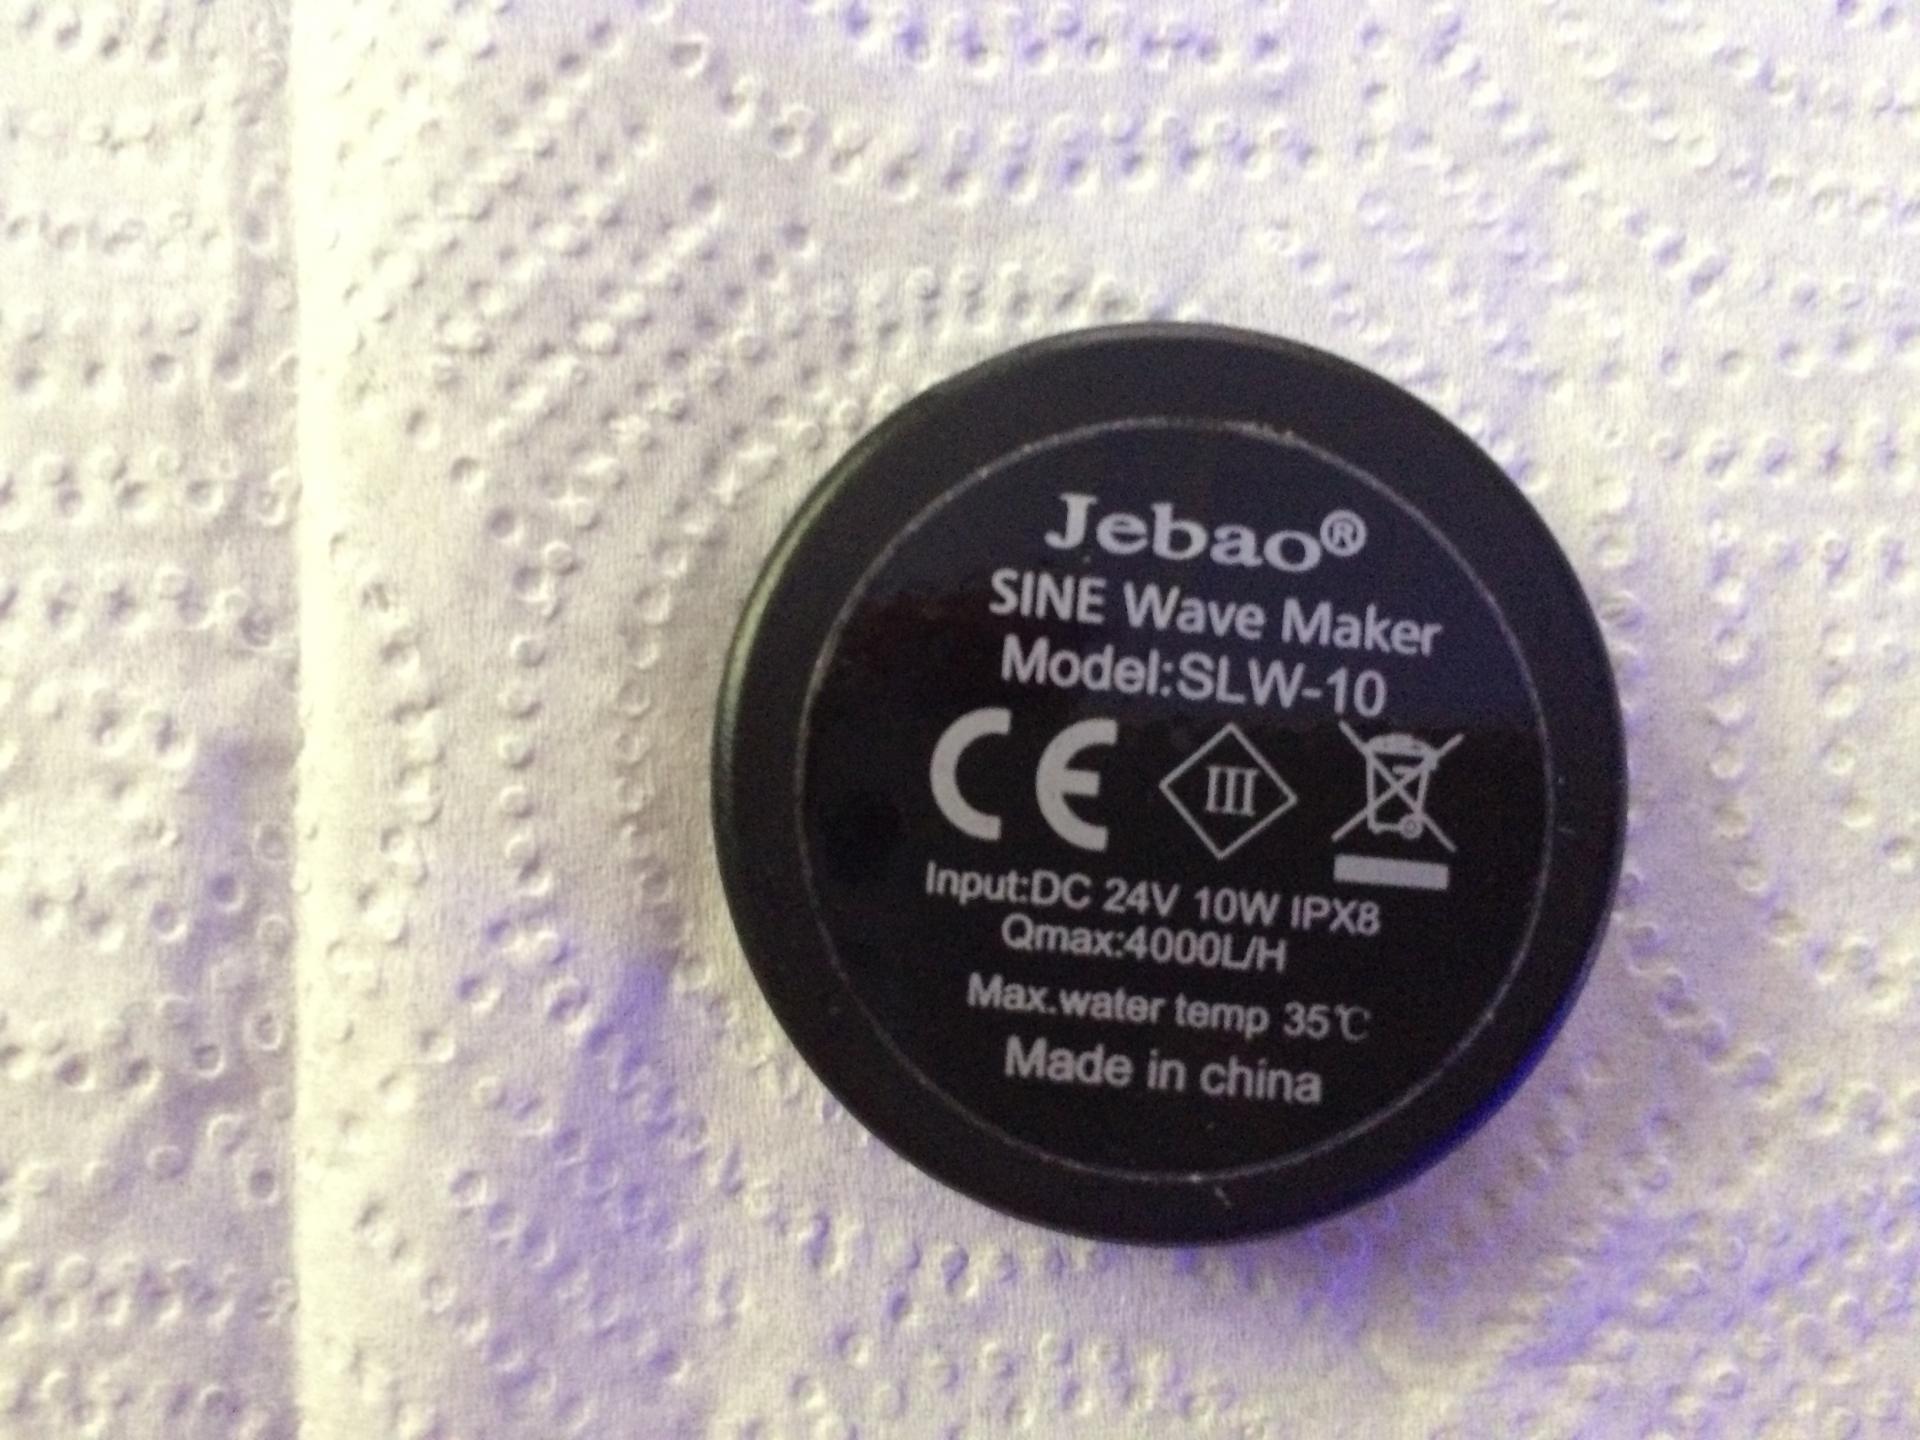 Jebao®
SINE Wave Maker
Model:SLW-10
CE III
Input:DC 24V 10W IPX8
Qmax:4000L/H
Max.water temp 35℃
Made in china